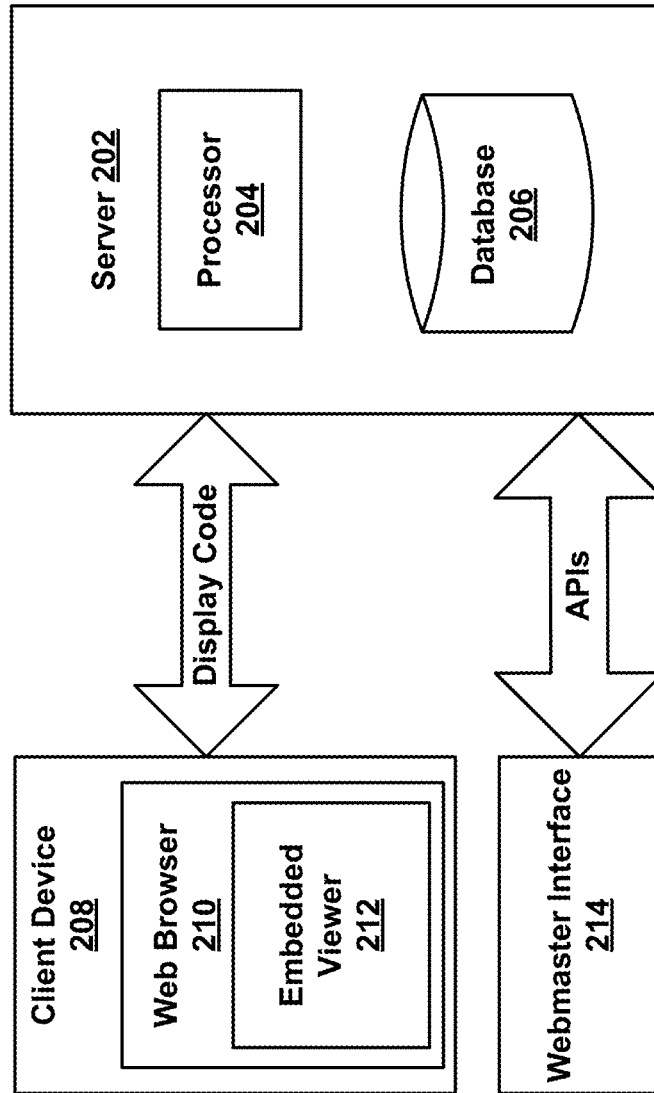 Client Device
208
Web Browser
210
Embedded
Viewer
212
Display Code
Server 202
Processor
204
Webmaster Interface
214
APIs
Database
206